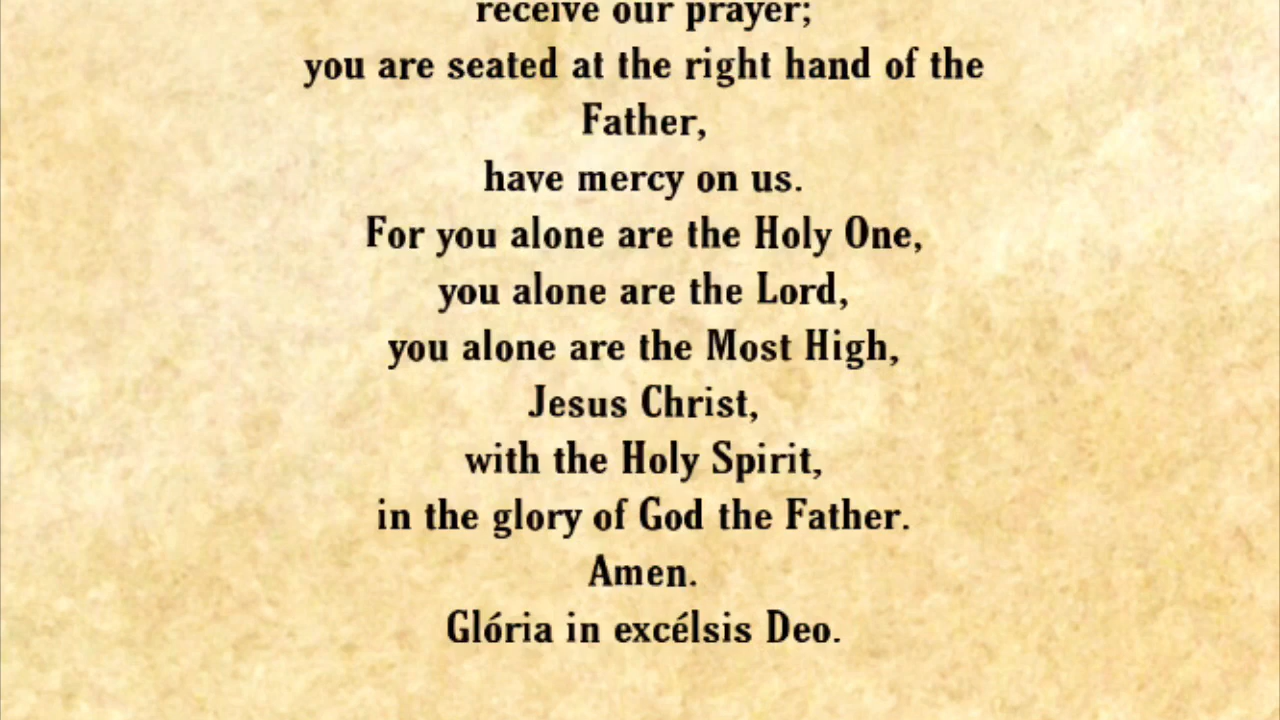 receive our prayer;
you are seated at the right hand of the
Father,
have mercy on us.
For you alone are the Holy One,
you alone are the Lord,
you alone are the Most High,
Jesus Christ,
with the Holy Spirit,
in the glory of God the Father.
Amen.
Glória in excélsis Deo.